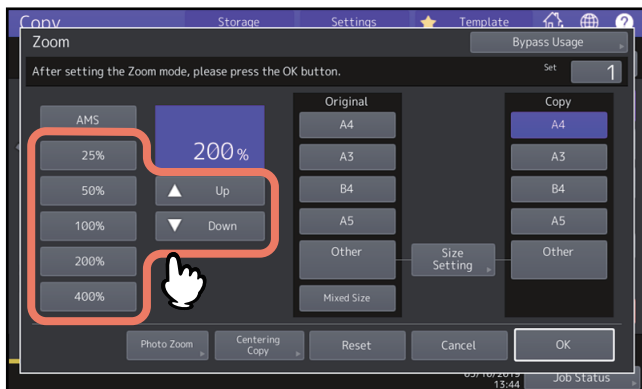 Copy
Storage
Settings
Template
?
Zoom
Bypass Usage
After setting the Zoom mode, please press the OK button.
Set
1
AMS
25%
50%
100%
200%
400%
200 %
Up
Down
Original
A4
A3
B4
A5
Other
Mixed Size
Size
Setting
Copy
A4
A3
B4
A5
Other
Photo Zoom
Centering
Copy
Reset
Cancel
OK
13:44
Job Status